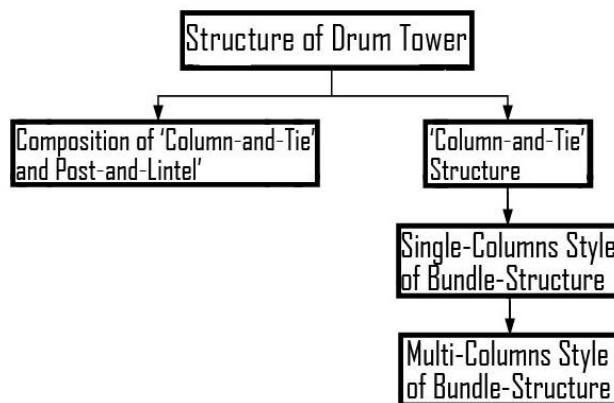 Structure of Drum Tower
Composition of 'Column-and-Tie'
and Post-and-Lintel'
'Column-and-Tie'
Structure
Single-Columns Style
of Bundle-Structure
Multi-Columns Style
of Bundle-Structure